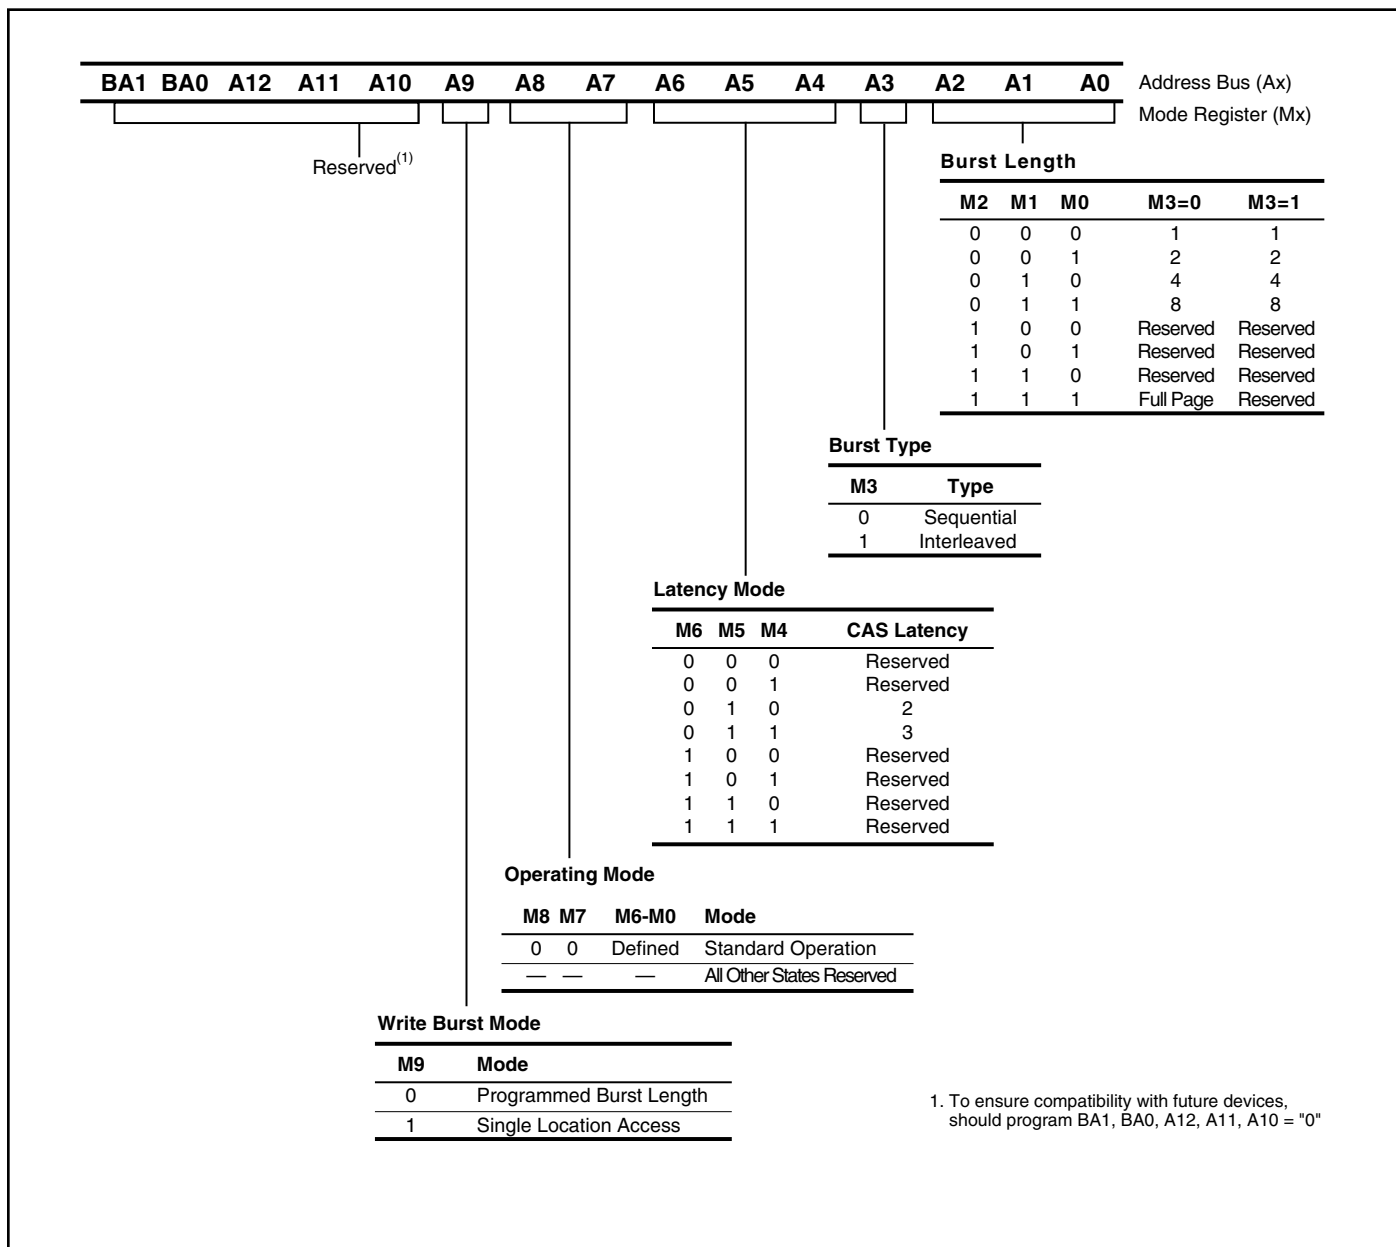 BA1 BA0 A12 A11 A10 A9 A8 A7 A6 A5 A4 A3 A2 A1 A0 Address Bus (Ax)
Mode Register (Mx)
Reserved(1)
Burst Length
M2 M1 M0 M3=0 M3=1
0 0 0 1 1
0 0 1 2 2
0 1 0 4 4
0 1 1 8 8
1 0 0 Reserved Reserved
1 0 1 Reserved Reserved
1 1 0 Reserved Reserved
1 1 1 Full Page Reserved
Burst Type
M3 Type
0 Sequential
1 Interleaved
Latency Mode
M6 M5 M4 CAS Latency
0 0 0 Reserved
0 0 1 Reserved
0 1 0 2
0 1 1 3
1 0 0 Reserved
1 0 1 Reserved
1 1 0 Reserved
1 1 1 Reserved
Operating Mode
M8 M7 M6-M0 Mode
0 0 Defined Standard Operation
— — — All Other States Reserved
Write Burst Mode
M9 Mode
0 Programmed Burst Length
1 Single Location Access
1. To ensure compatibility with future devices,
should program BA1, BA0, A12, A11, A10 = "0"